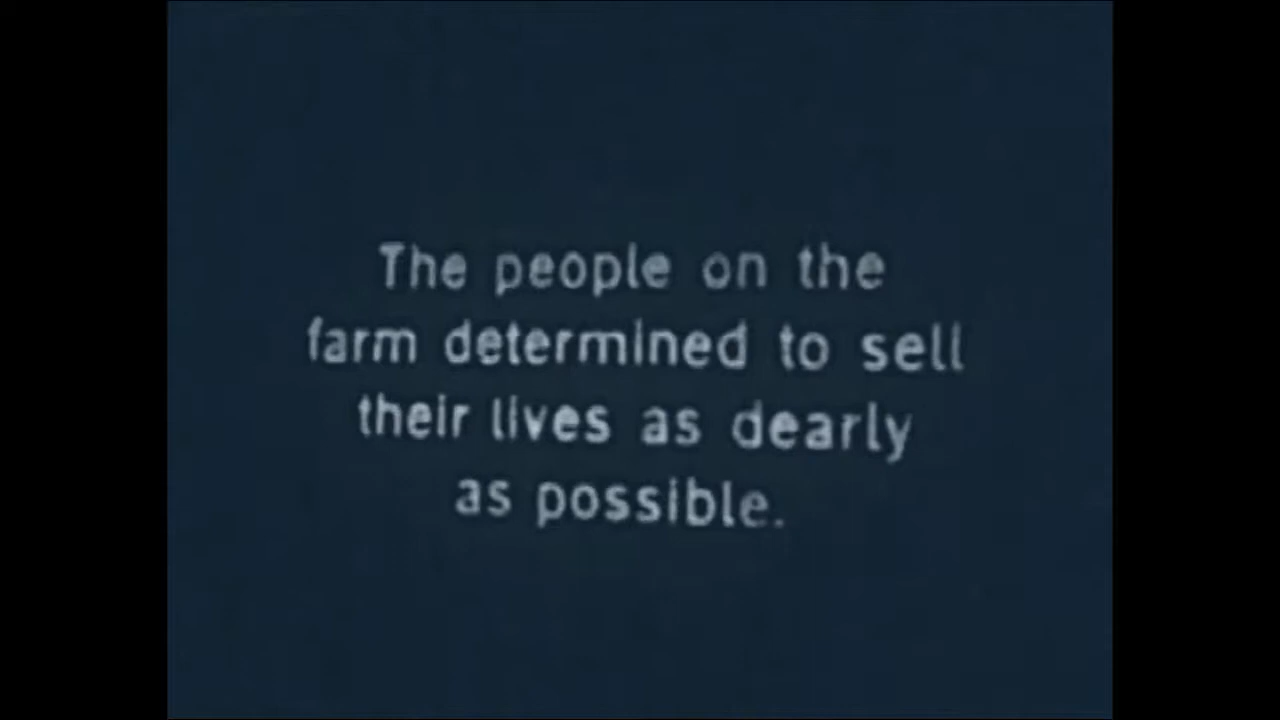 The people on the
farm determined to sell
their lives as dearly
as possible.